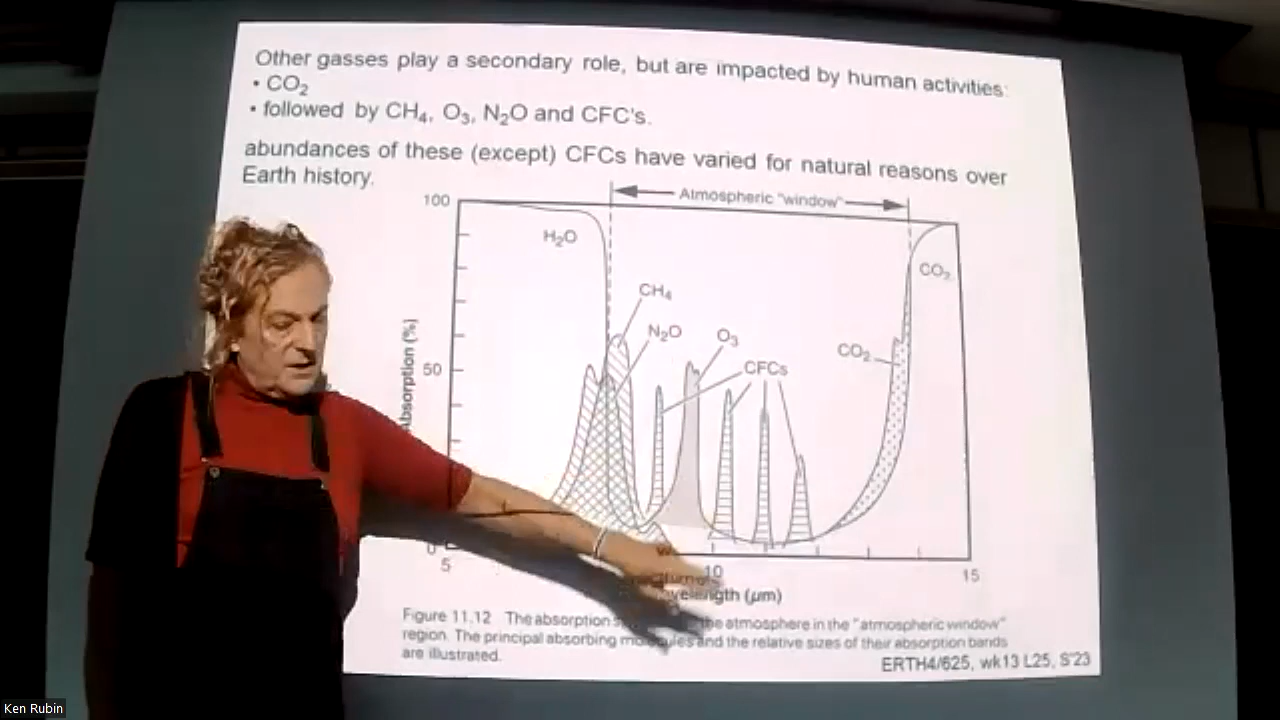 Other gasses play a secondary role, but are impacted by human activities:
• CO₂
• followed by CH₄, O₃, N₂O and CFC's.
abundances of these (except) CFCs have varied for natural reasons over
Earth history.
Atmospheric "window"
100
H₂O
CO₂
CH₄
N₂O
O₃
CO₂
CFCs
50
Absorption (%)
0
5
10
15
(μm)
Figure 11.12 The absorption the atmosphere in the "atmospheric window"
region. The principal absorbing molecules and the relative sizes of their absorption bands
are illustrated.
ERTH4/625, wk13 L25, S'23
Ken Rubin